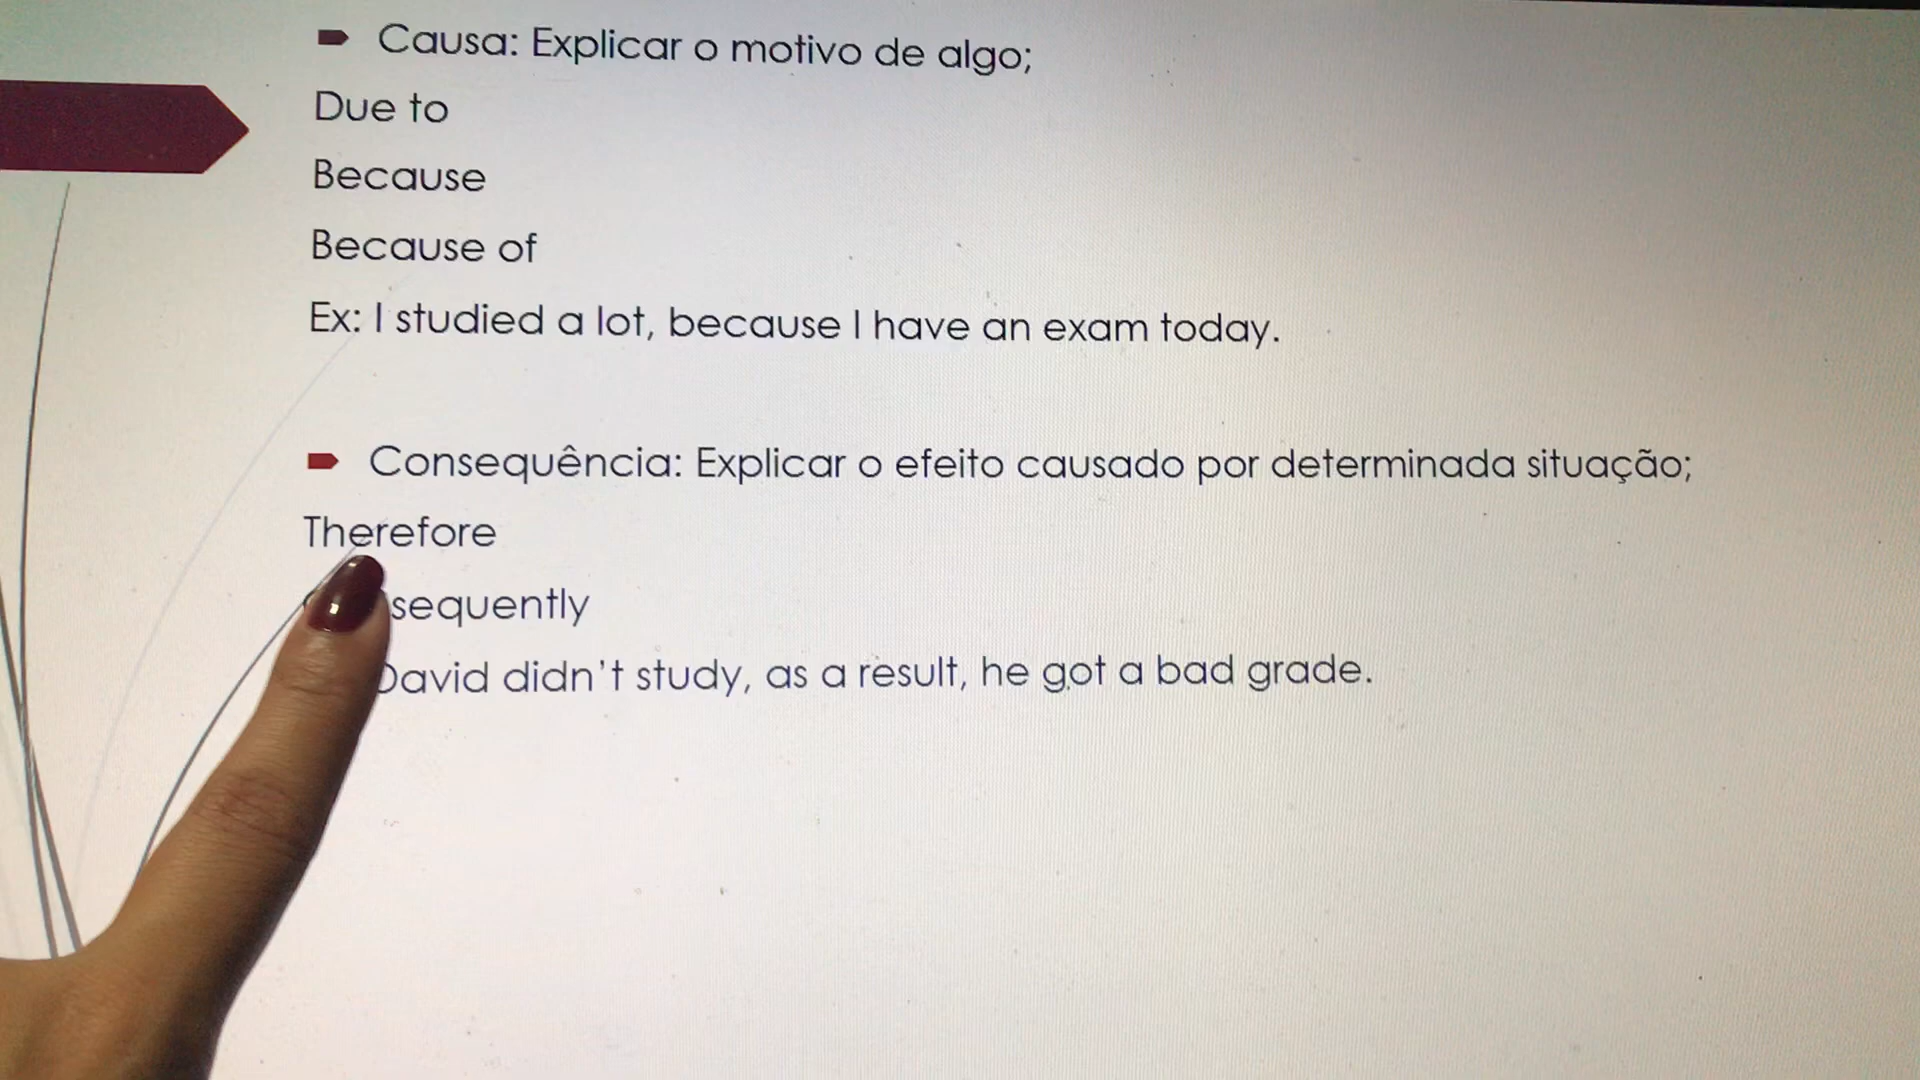 Causa: Explicar o motivo de algo;
Due to
Because
Because of
Ex: I studied a lot, because I have an exam today.
Consequência: Explicar o efeito causado por determinada situação;
Therefore
sequently
David didn't study, as a result, he got a bad grade.